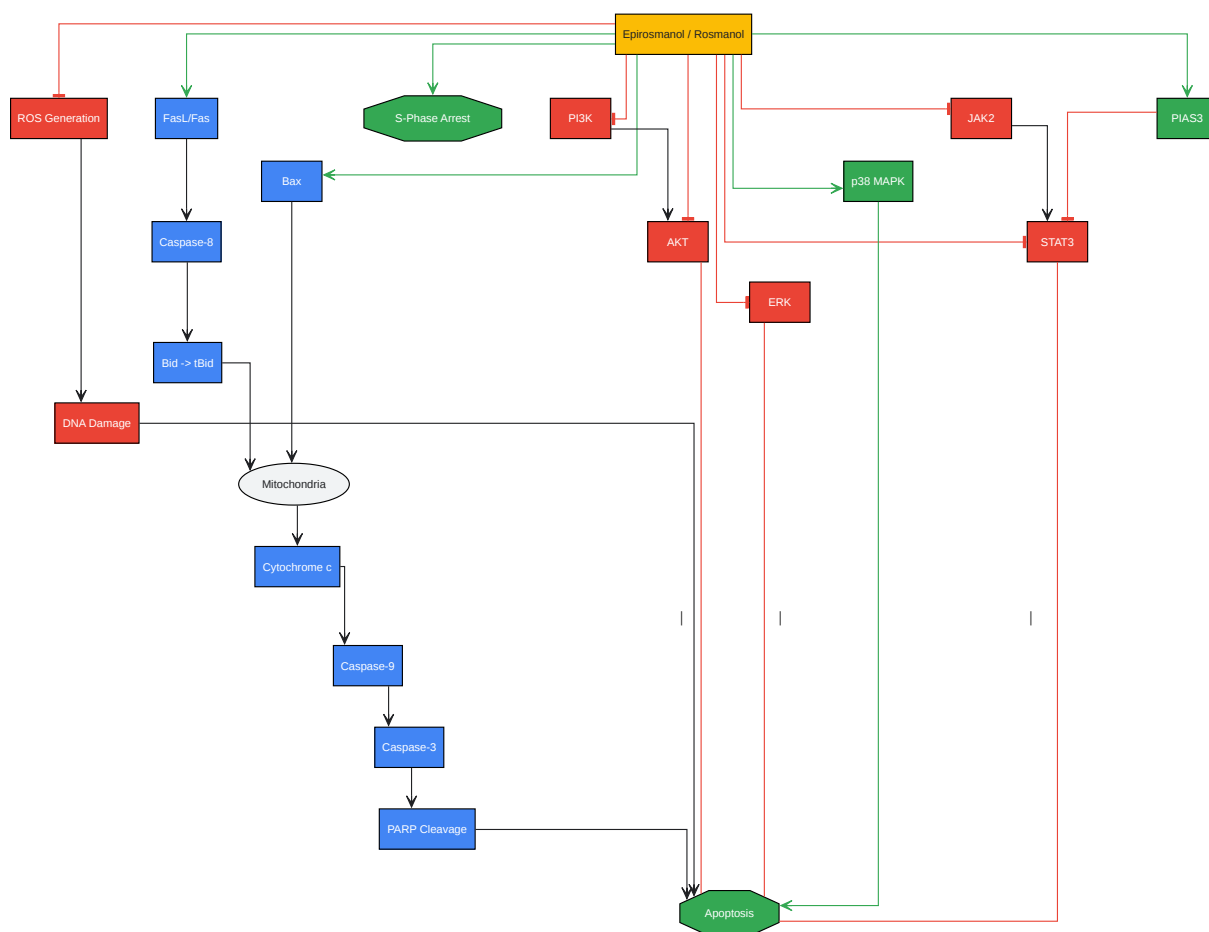 Epirosmanol / Rosmanol
ROS Generation
FasL/Fas
S-Phase Arrest
PI3K
JAK2
PIAS3
Bax
p38 MAPK
Caspase-8
AKT
STAT3
ERK
Bid -> tBid
DNA Damage
Mitochondria
Cytochrome c
|
|
|
Caspase-9
Caspase-3
PARP Cleavage
Apoptosis